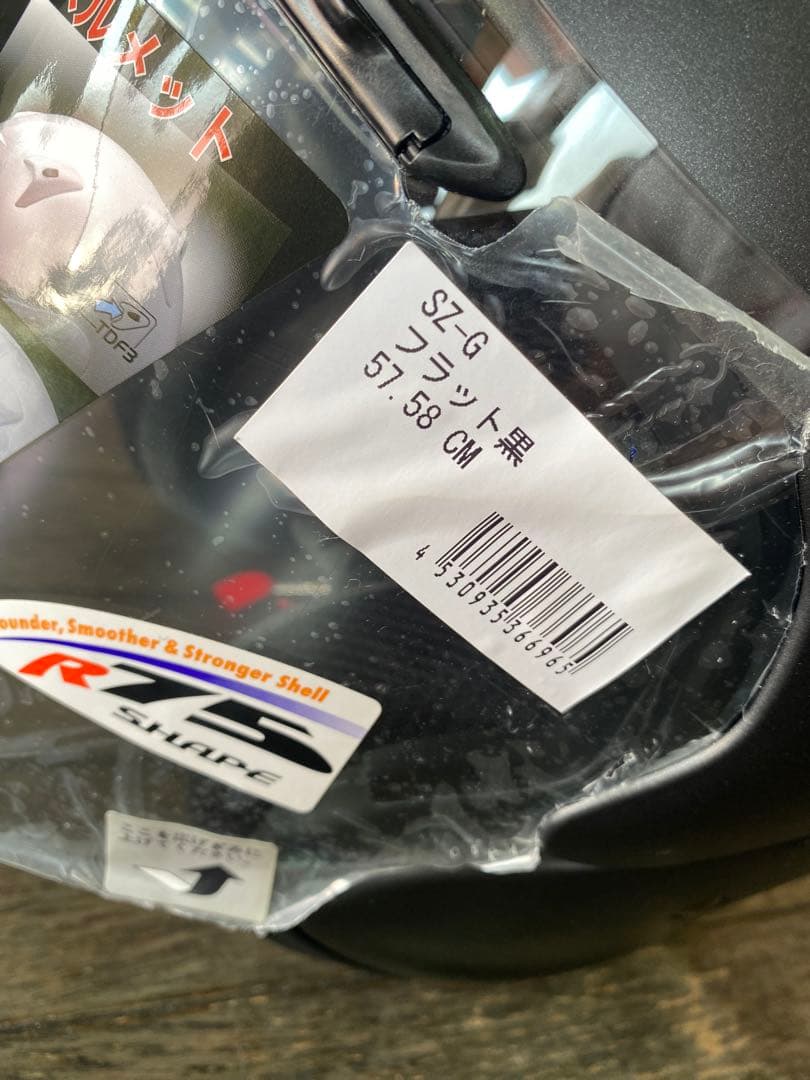 ルメット
TDF3
SZ-G
フラット黒
57.58 CM
4 530935 366965
ounder, Smoother & Stronger Shell
R75
SHAPE